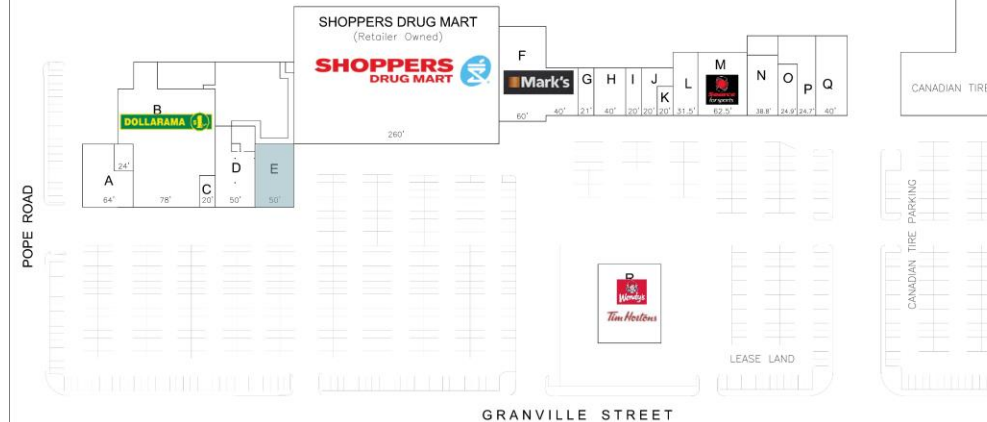 SHOPPERS DRUG MART
(Retailer Owned)
SHOPPERS
DRUG MART
260'
B
DOLLARAMA
24'
A
64'
78'
C
20'
D
50'
E
50'
F
Mark's
60'
40'
G
21'
H
40'
I
20'
J
K
20'
L
31.5'
M
for sports
62.5'
N
38.8'
O
24.9'
P
24.7'
Q
40'
CANADIAN TIRE
POPE ROAD
CANADIAN TIRE PARKING
Wendy's
Tim Hortons
LEASE LAND
GRANVILLE STREET